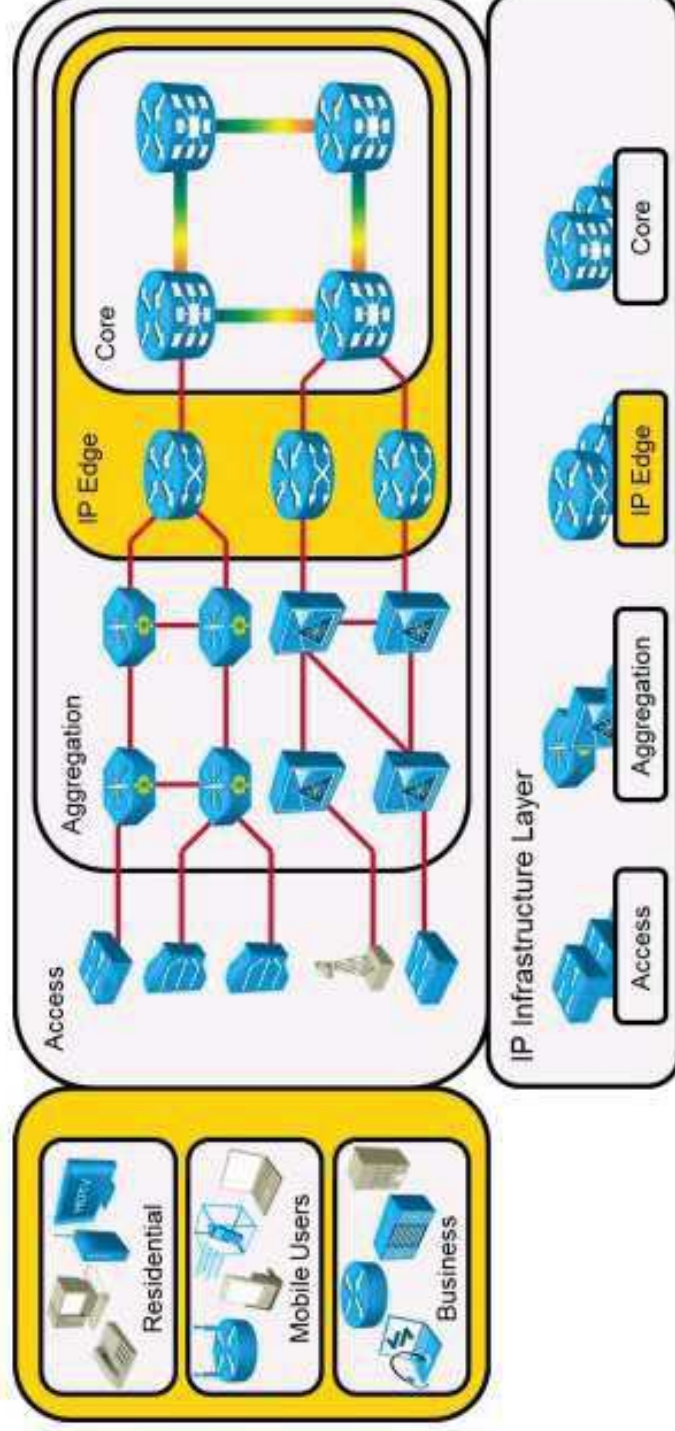 Access
Aggregation
IP Edge
Core
Residential
Mobile Users
Business
IP Infrastructure Layer
Access
Aggregation
IP Edge
Core